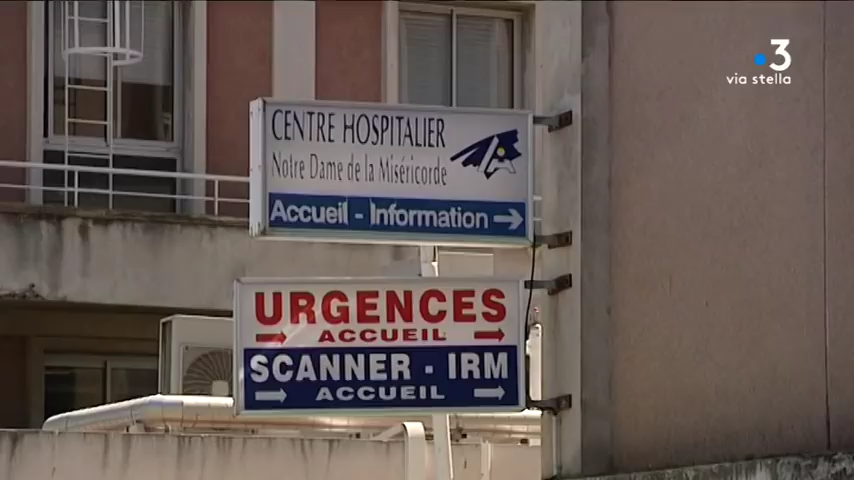 3
via stella
CENTRE HOSPITALIER
Notre Dame de la Miséricorde
Accueil - Information →
URGENCES
→ ACCUEIL →
SCANNER - IRM
→ ACCUEIL →